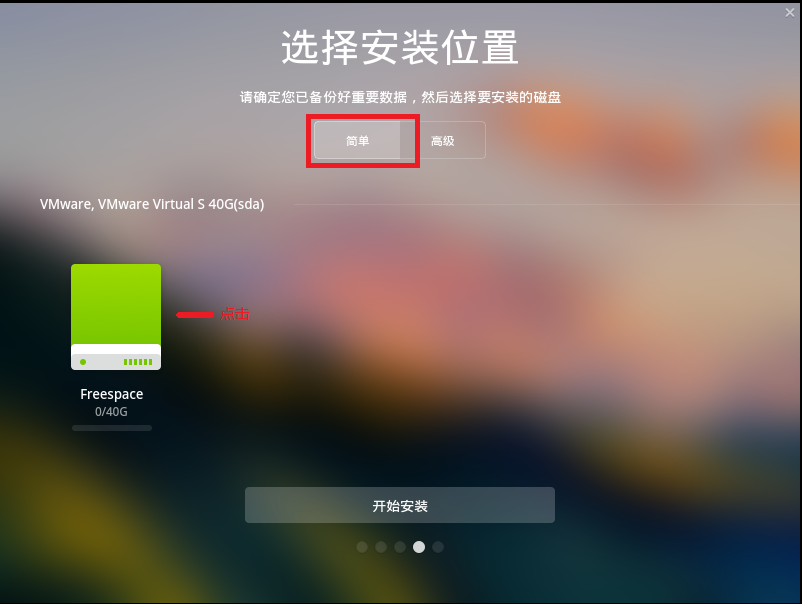 选择安装位置
请确定您已备份好重要数据，然后选择要安装的磁盘
简单
高级
VMware, VMware Virtual S 40G(sda)
点击
Freespace
0/40G
开始安装